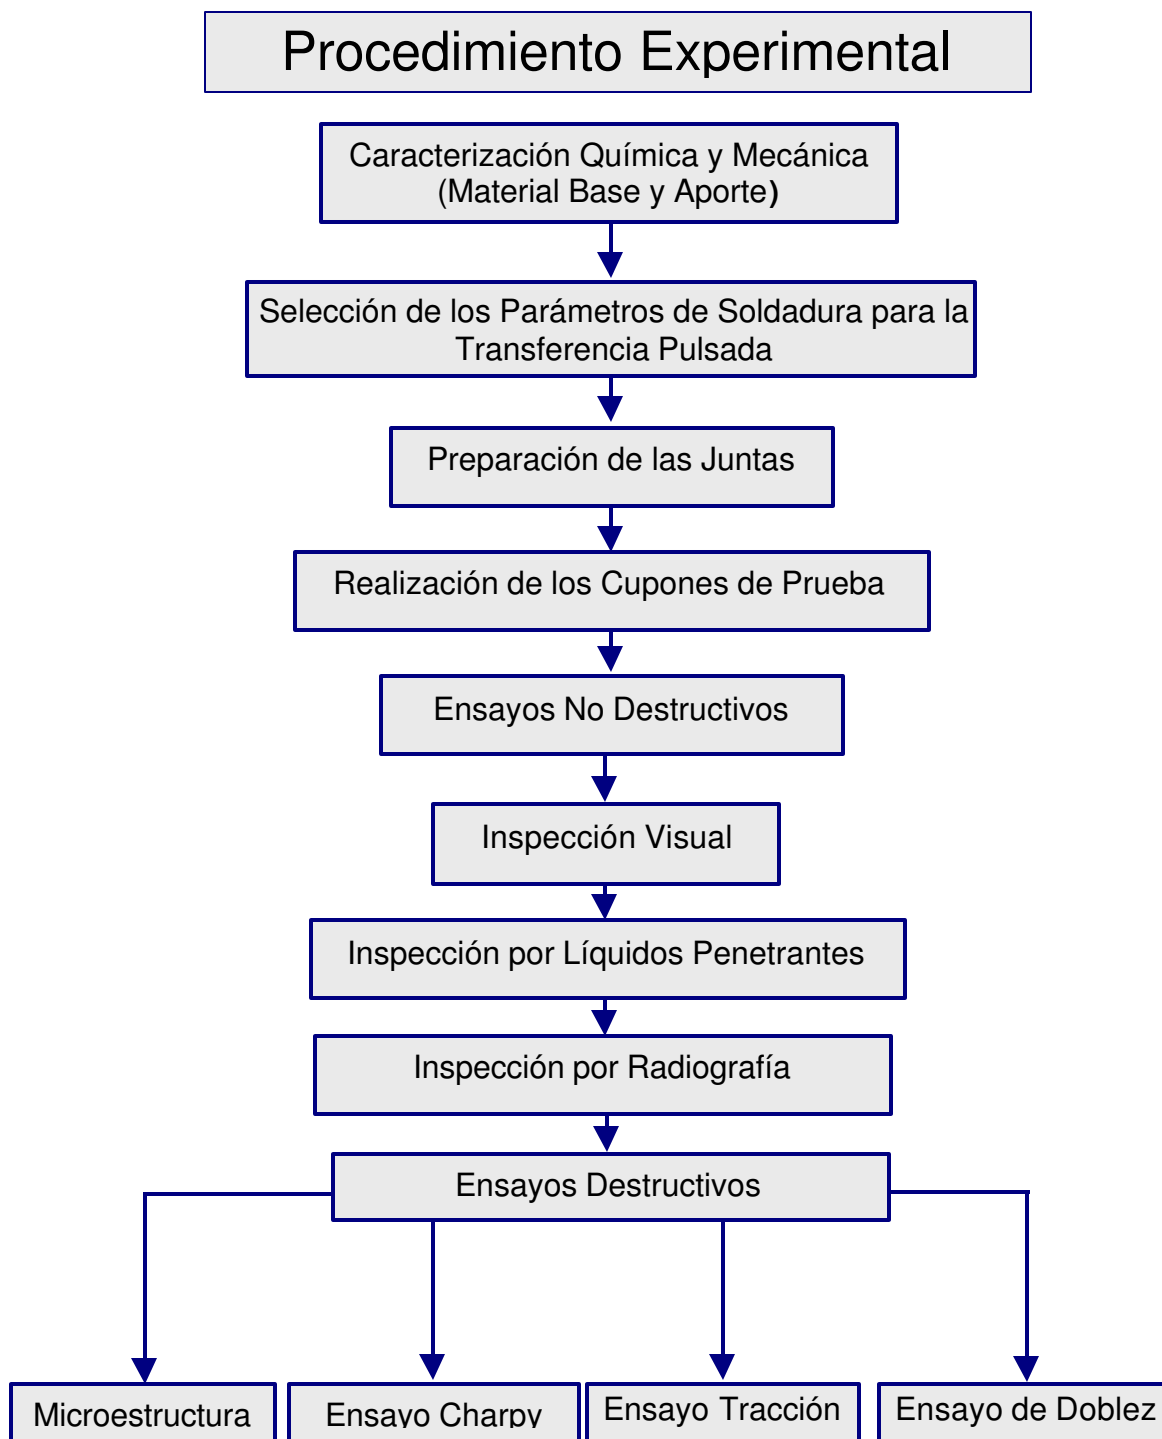 Procedimiento Experimental
Caracterización Química y Mecánica
(Material Base y Aporte)
Selección de los Parámetros de Soldadura para la
Transferencia Pulsada
Preparación de las Juntas
Realización de los Cupones de Prueba
Ensayos No Destructivos
Inspección Visual
Inspección por Líquidos Penetrantes
Inspección por Radiografía
Ensayos Destructivos
Microestructura
Ensayo Charpy
Ensayo Tracción
Ensayo de Doblez